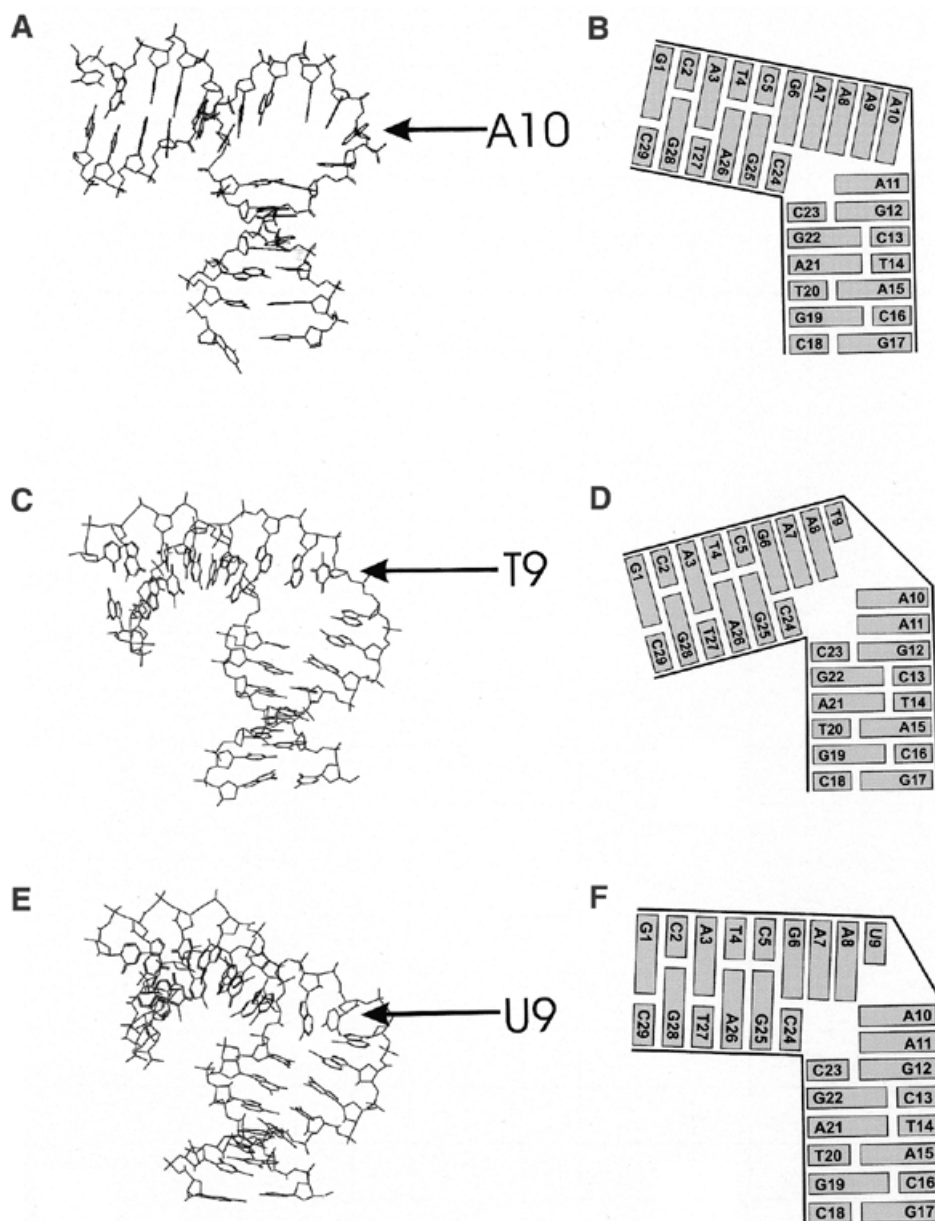 A
A10
B
G1 C2 A3 T4 C5 G6 A7 A8 A9 A10
C29 G28 T27 A26 G25 C24
A11
C23 G12
G22 C13
A21 T14
T20 A15
G19 C16
C18 G17
C
T9
D
G1 C2 A3 T4 C5 G6 A7 A8 T9
C29 G28 T27 A26 G25 C24
A10
A11
C23 G12
G22 C13
A21 T14
T20 A15
G19 C16
C18 G17
E
U9
F
G1 C2 A3 T4 C5 G6 A7 A8 U9
C29 G28 T27 A26 G25 C24
A10
A11
C23 G12
G22 C13
A21 T14
T20 A15
G19 C16
C18 G17